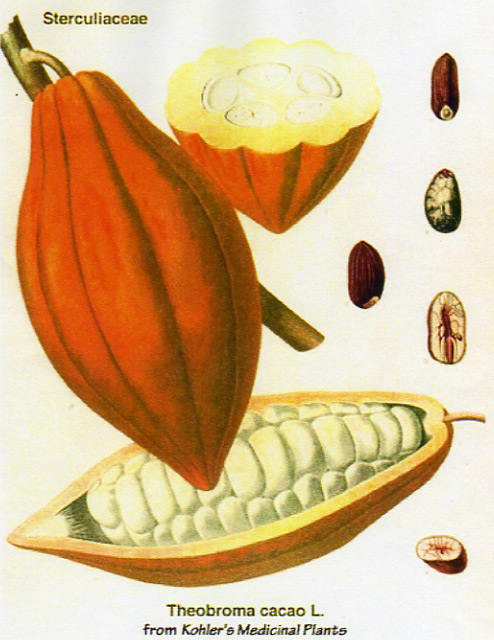 Sterculiaceae
Theobroma cacao L.
from Kohler's Medicinal Plants